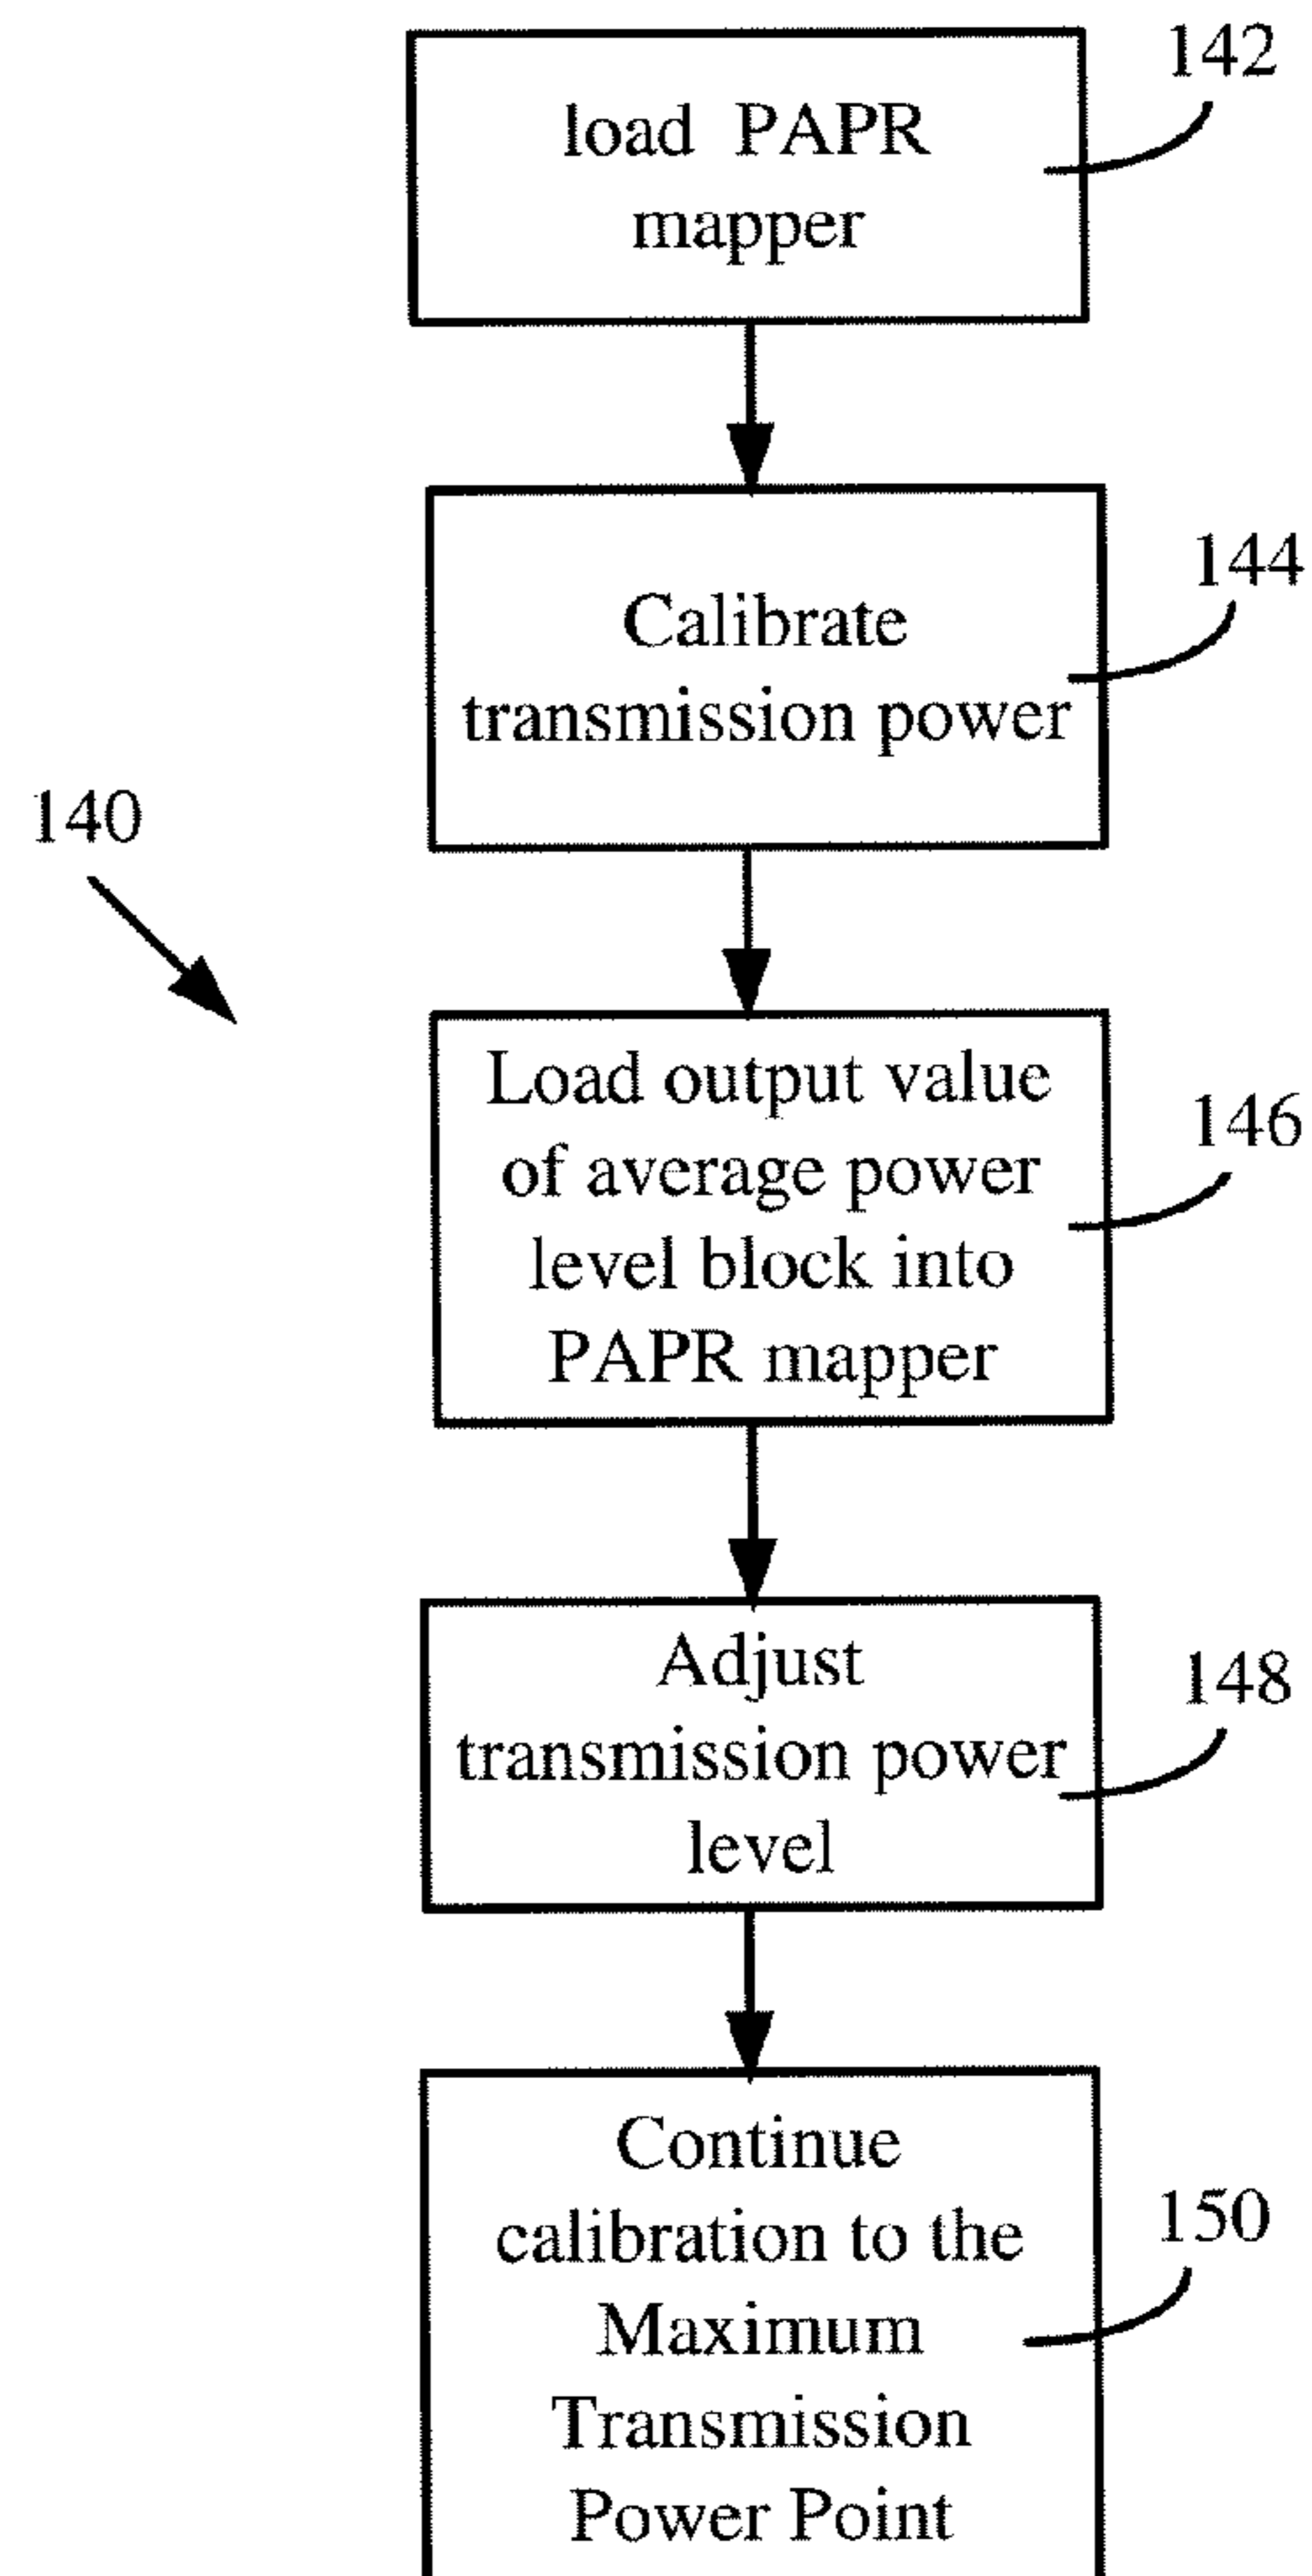 142
load PAPR
mapper
144
Calibrate
transmission power
140
146
Load output value
of average power
level block into
PAPR mapper
148
Adjust
transmission power
level
150
Continue
calibration to the
Maximum
Transmission
Power Point